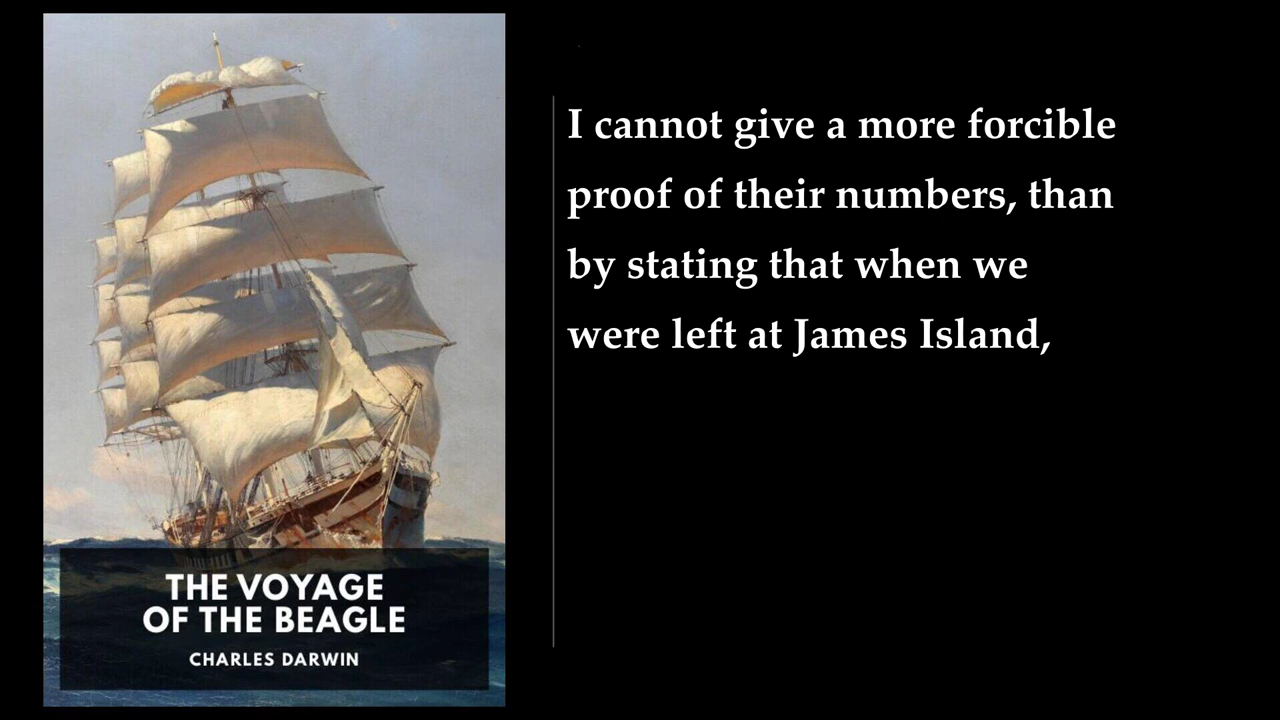 THE VOYAGE
OF THE BEAGLE
CHARLES DARWIN
I cannot give a more forcible
proof of their numbers, than
by stating that when we
were left at James Island,